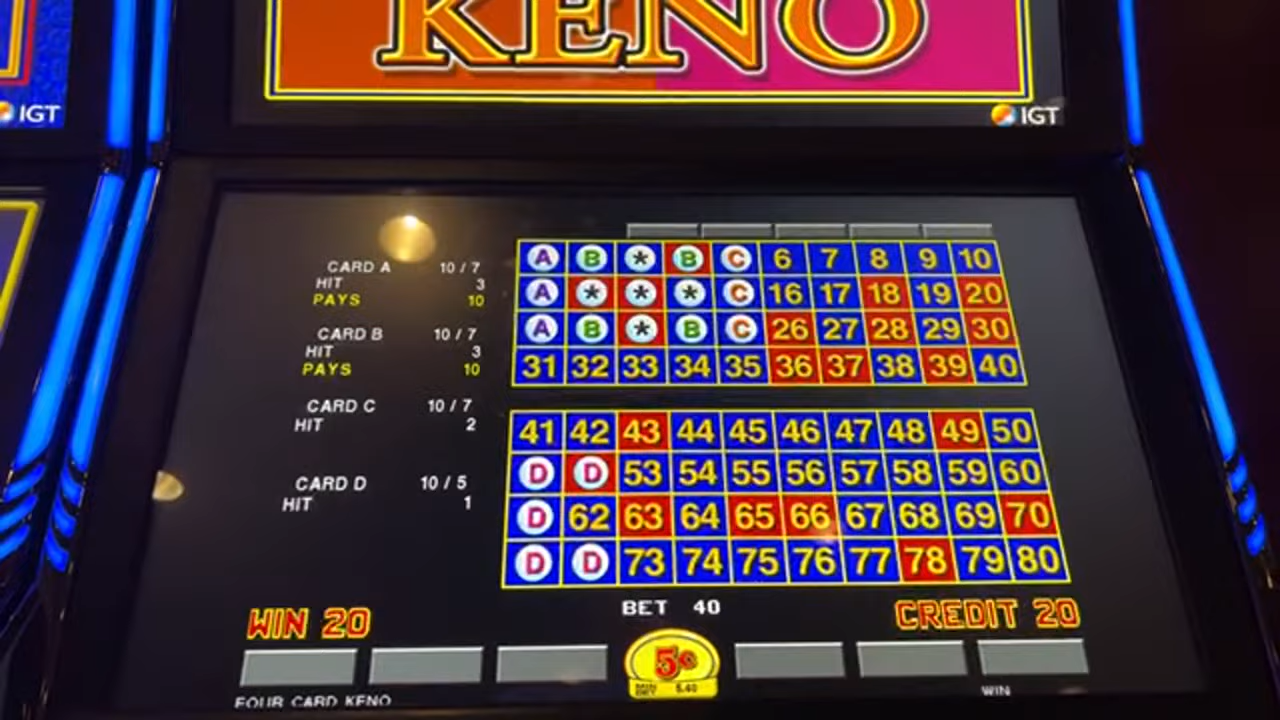 KENO
IGT
IGT
CARD A 10/7
HIT 3
PAYS 10
CARD B 10/7
HIT 3
PAYS 10
CARD C 10/7
HIT 2
CARD D 10/5
HIT 1
A B * B C 6 7 8 9 10
A * * * C 16 17 18 19 20
A B * B C 26 27 28 29 30
31 32 33 34 35 36 37 38 39 40
41 42 43 44 45 46 47 48 49 50
D D 53 54 55 56 57 58 59 60
D 62 63 64 65 66 67 68 69 70
D D 73 74 75 76 77 78 79 80
WIN 20
BET 40
CREDIT 20
5¢
FOUR CARD KENO
WIN